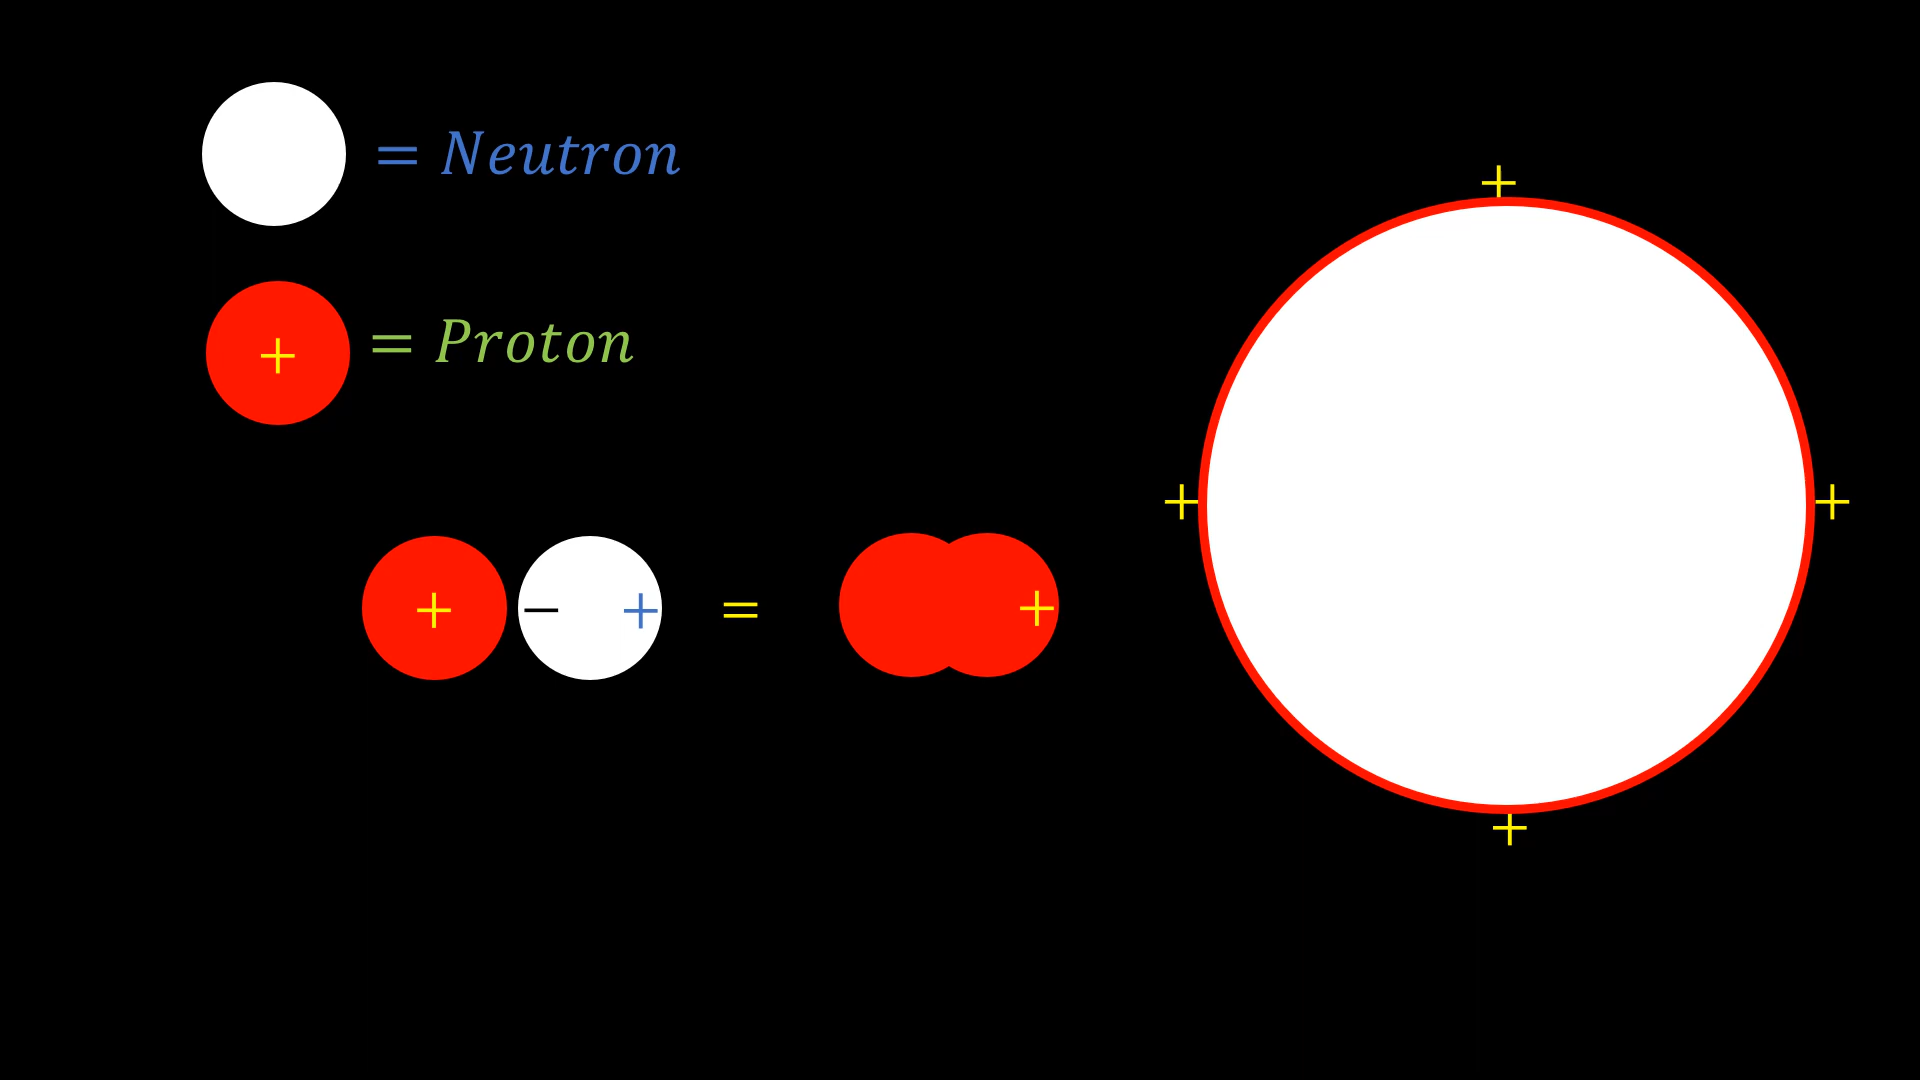 = Neutron
+ = Proton
+ − + = +
+
+ +
+